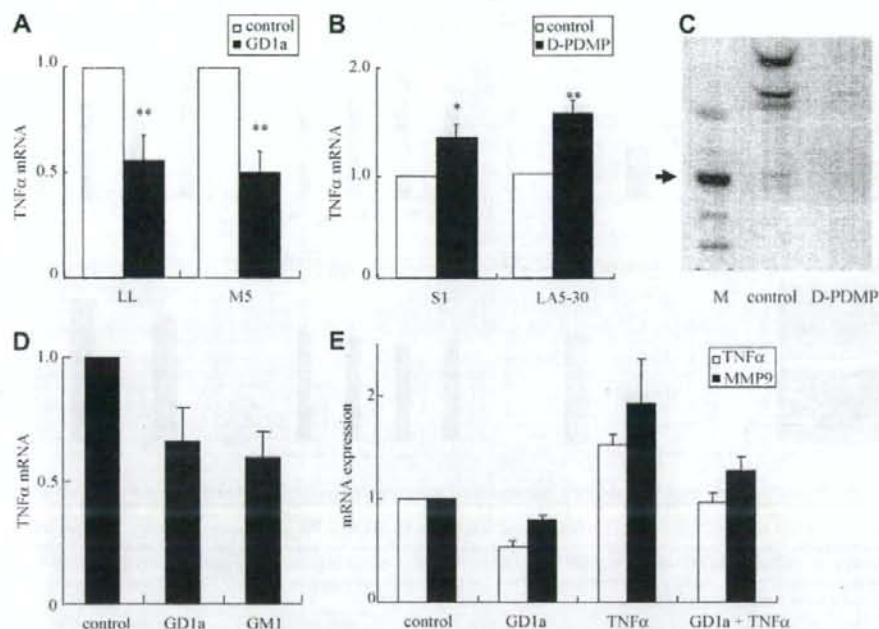 A
control
GD1a
TNFα mRNA
1.0
0.5
0
**
**
LL M5
B
control
D-PDMP
TNFα mRNA
2.0
1.0
0
*
**
S1 LA5-30
C
M control D-PDMP
D
TNFα mRNA
1.0
0.5
0
control GD1a GM1
E
TNFα
MMP9
mRNA expression
2
1
0
control GD1a TNFα GD1a + TNFα